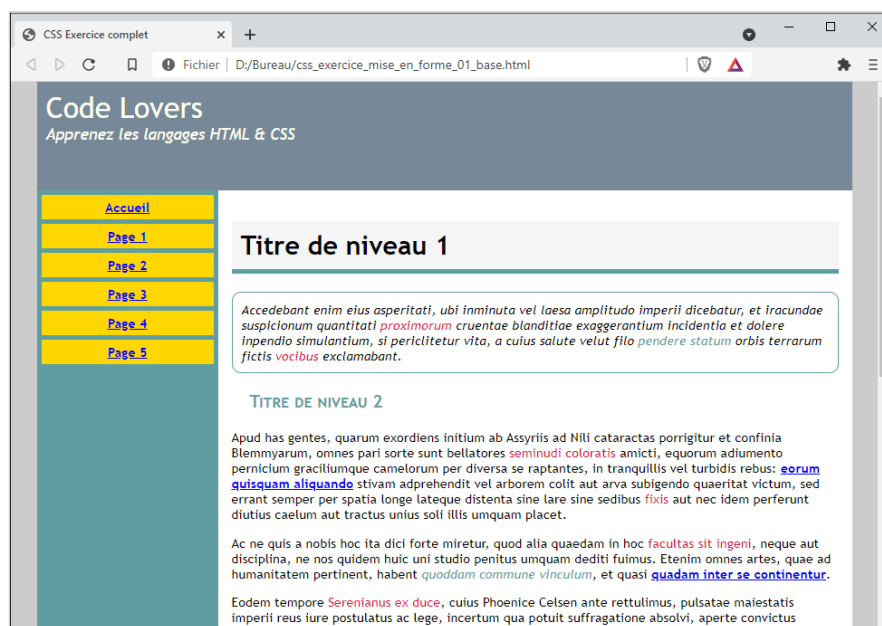 CSS Exercice complet
Fichier D:/Bureau/css_exercice_mise_en_forme_01_base.html
Code Lovers
Apprenez les langages HTML & CSS
Accueil
Page 1
Page 2
Page 3
Page 4
Page 5
Titre de niveau 1
Accedebant enim eius asperitati, ubi inminuta vel laesa amplitudo imperii dicebatur, et iracundae
suspicionum quantitati proximorum cruentae blanditiae exaggerantium incidentia et dolere
inpendio simulantium, si periclitetur vita, a cuius salute velut filo pendere statum orbis terrarum
fictis vocibus exclamabant.
Titre de niveau 2
Apud has gentes, quarum exordiens initium ab Assyriis ad Nili cataractas porrigitur et confinia
Blemmyarum, omnes pari sorte sunt bellatores seminudi coloratis amicti, equorum adiumento
pernicium graciliumque camelorum per diversa se raptantes, in tranquillis vel turbidis rebus: eorum
quisquam aliquando stivam adprehendit vel arborem colit aut arva subigendo quaeritat victum, sed
errant semper per spatia longe lateque distenta sine lare sine sedibus fixis aut nec idem perferunt
diutius caelum aut tractus unius soli illis umquam placet.
Ac ne quis a nobis hoc ita dici forte miretur, quod alia quaedam in hoc facultas sit ingeni, neque aut
disciplina, ne nos quidem huic uni studio penitus umquam dediti fuimus. Etenim omnes artes, quae ad
humanitatem pertinent, habent quoddam commune vinculum, et quasi quadam inter se continentur.
Eodem tempore Serenianus ex duce, cuius Phoenice Celsen ante rettulimus, pulsatae maiestatis
imperii reus iure postulatus ac lege, incertum qua potuit suffragatione absolvi, aperte convictus